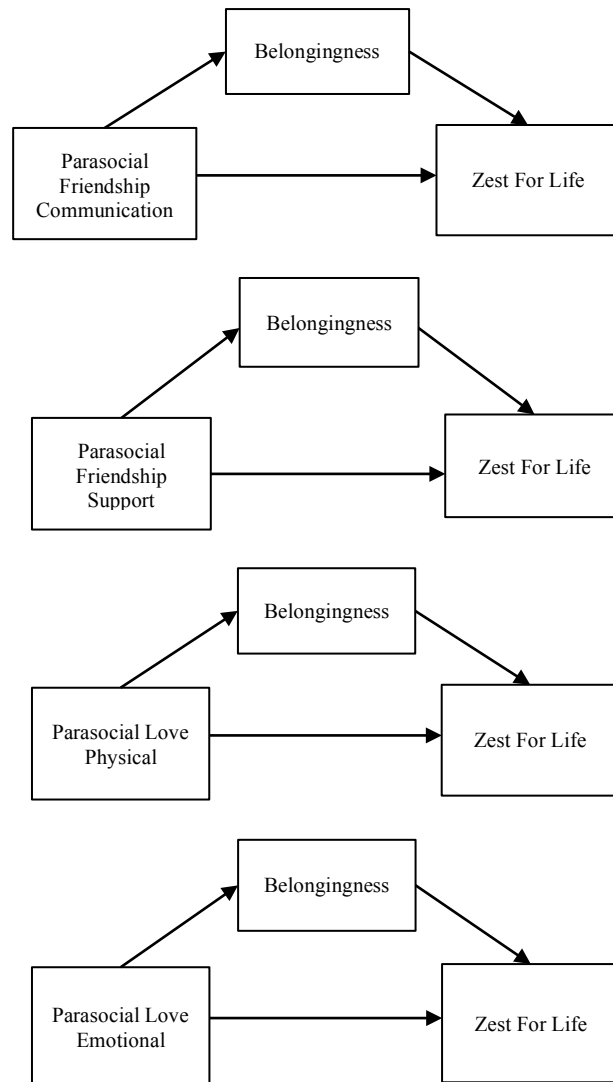 Belongingness
Parasocial
Friendship
Communication
Zest For Life
Belongingness
Parasocial
Friendship
Support
Zest For Life
Belongingness
Parasocial Love
Physical
Zest For Life
Belongingness
Parasocial Love
Emotional
Zest For Life